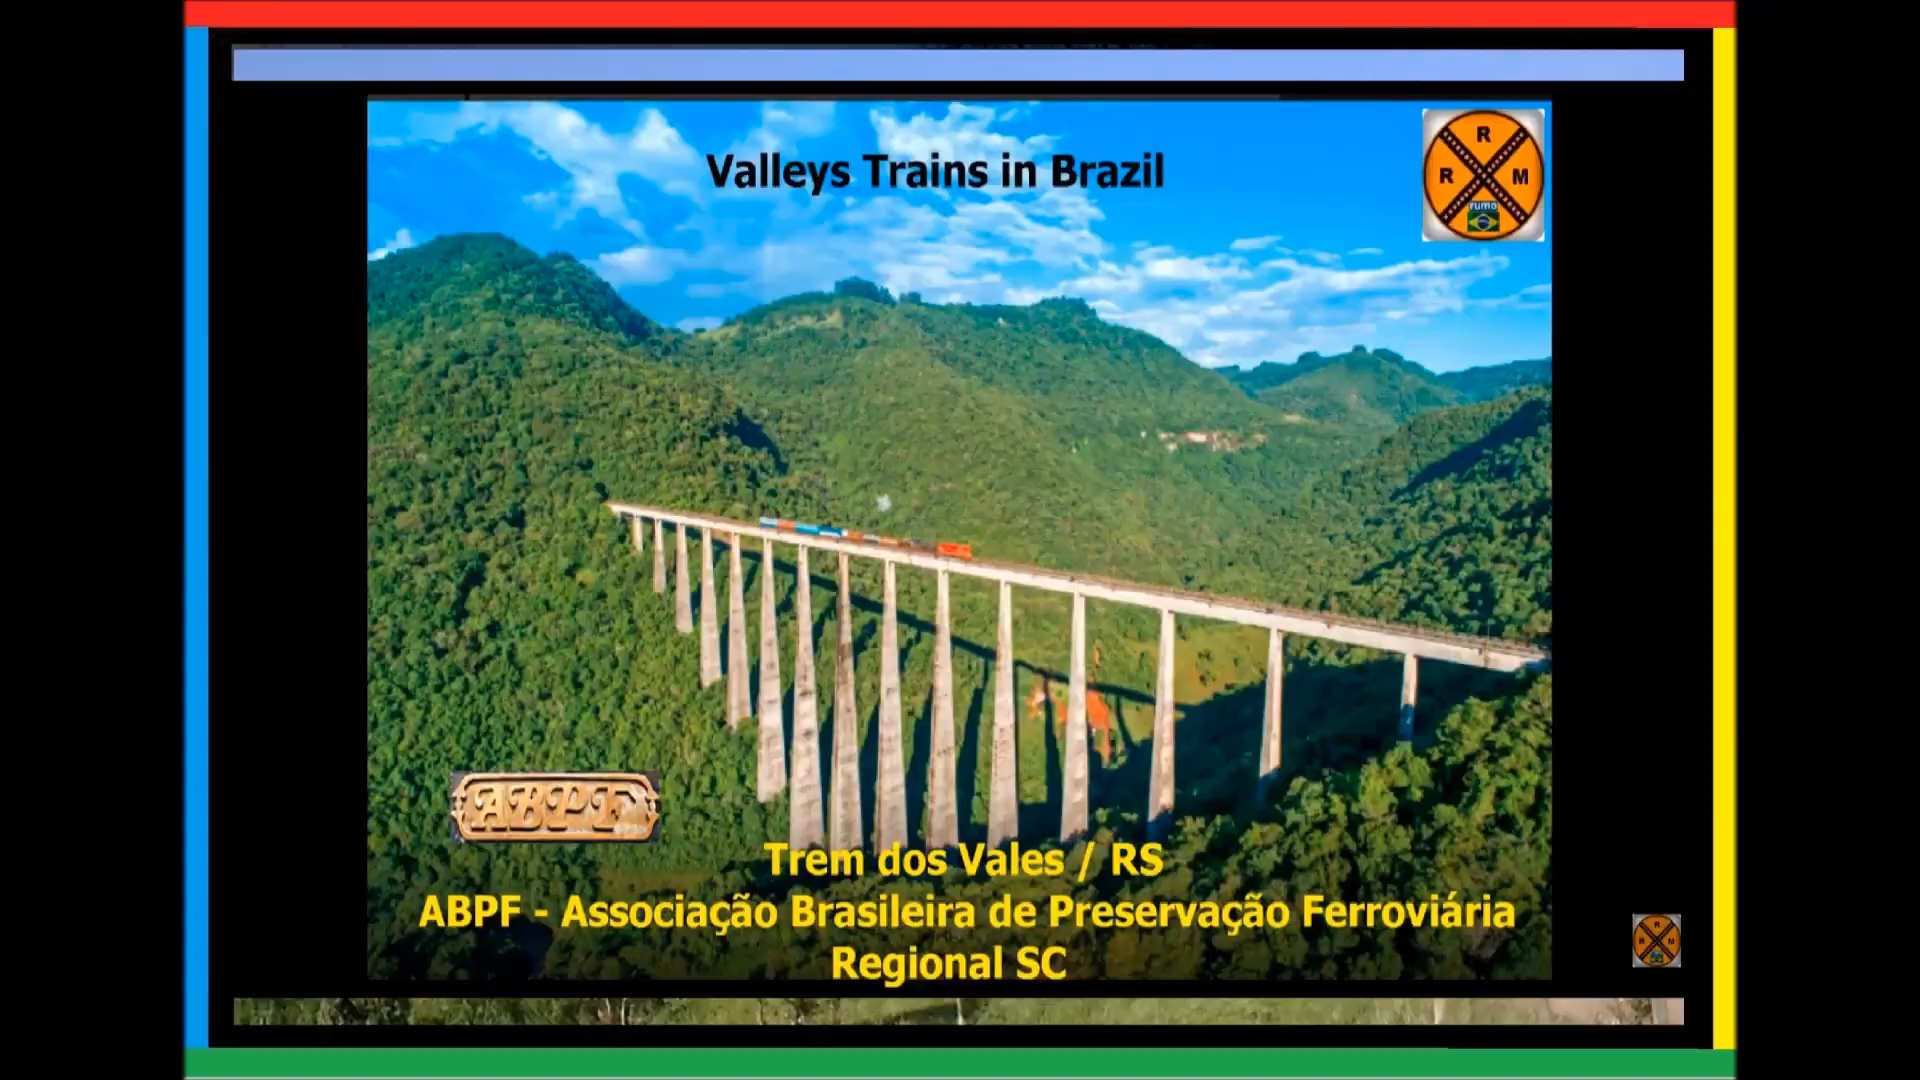 Valleys Trains in Brazil
R
R M
rumo
ABPF
Trem dos Vales / RS
ABPF - Associação Brasileira de Preservação Ferroviária
Regional SC
R
R M